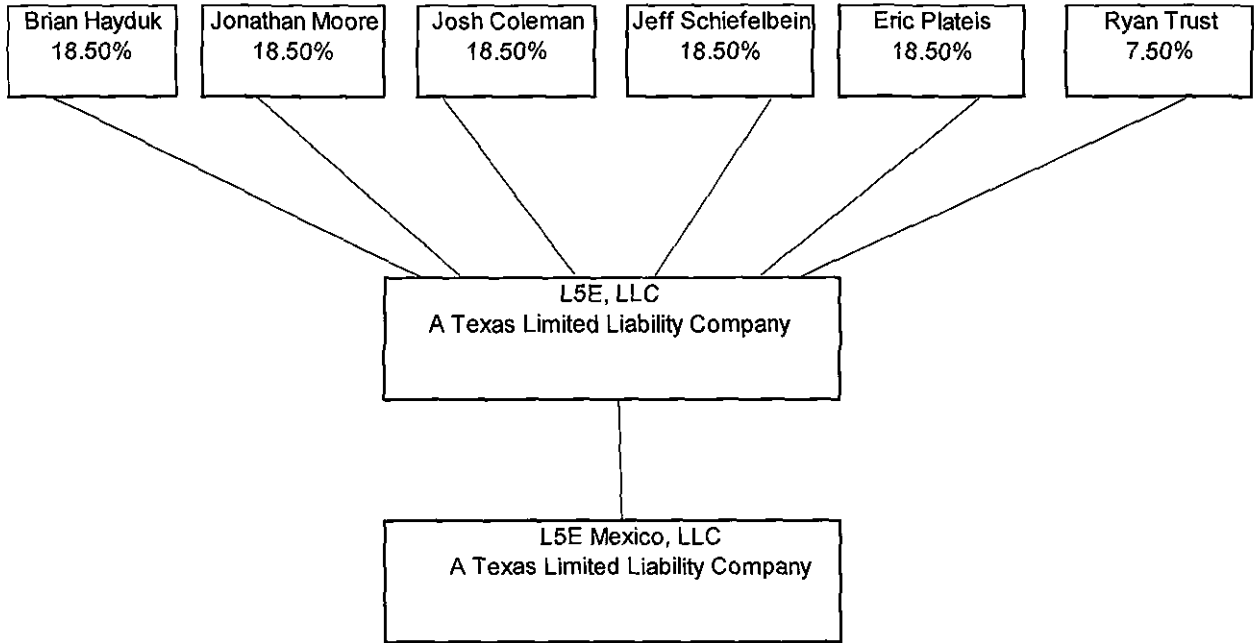 Brian Hayduk
18.50%
Jonathan Moore
18.50%
Josh Coleman
18.50%
Jeff Schiefelbein
18.50%
Eric Plateis
18.50%
Ryan Trust
7.50%
L5E, LLC
A Texas Limited Liability Company
L5E Mexico, LLC
A Texas Limited Liability Company